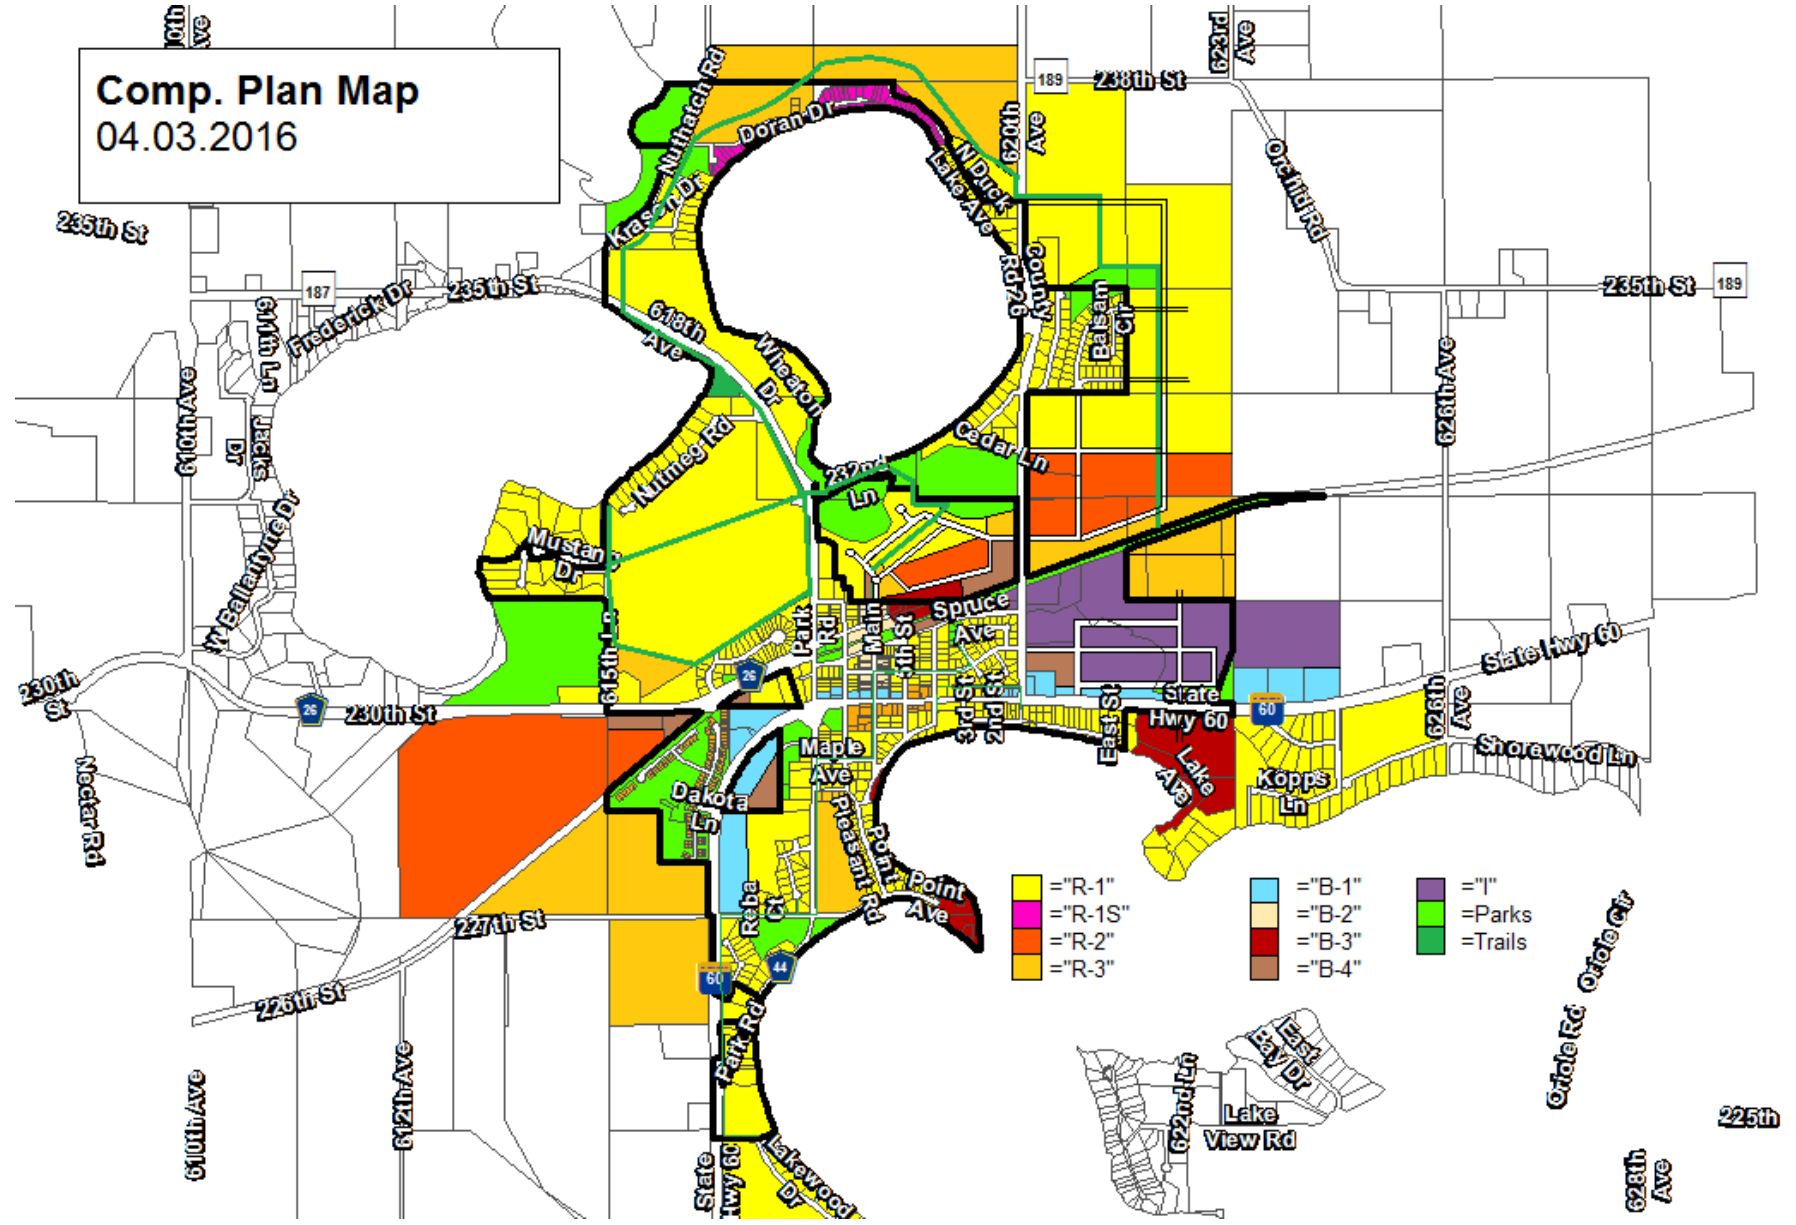 Comp. Plan Map
04.03.2016
Ave
Nuthatch Rd
623rd
Ave
189
238th St
620th
Ave
Doran Dr
N Duck
Lake Ave
Orchid Rd
Krason Dr
235th St
187
235th St
Frederick Dr
611th Ln
618th
Ave
Wheaton
Dr
County
Rd 26
Balsam
Cir
235th St
189
610th Ave
Jacks
Dr
626th Ave
Nutmeg Rd
Cedar Ln
232nd
Ln
W Ballantyne Dr
Mustang
Dr
615th Ln
Park
Rd
Main
5th St
Spruce
Ave
3rd St
2nd St
State Hwy 60
230th
St
26
230th St
26
East St
State
Hwy 60
60
626th
Ave
Shorewood Ln
Nectar Rd
Maple
Ave
Dakota
Ln
Lake
Ave
Kopps
Ln
Pleasant Rd
Point
Point
Ave
Reba
Ct
227th St
226th St
60
44
Park Rd
="R-1"
="R-1S"
="R-2"
="R-3"
="B-1"
="B-2"
="B-3"
="B-4"
="I"
=Parks
=Trails
Oriole Cir
Oriole Rd
East
Bay Dr
622nd Ln
Lake
View Rd
225th
610th Ave
612th Ave
State
Hwy 60
Lakewood
Dr
628th
Ave